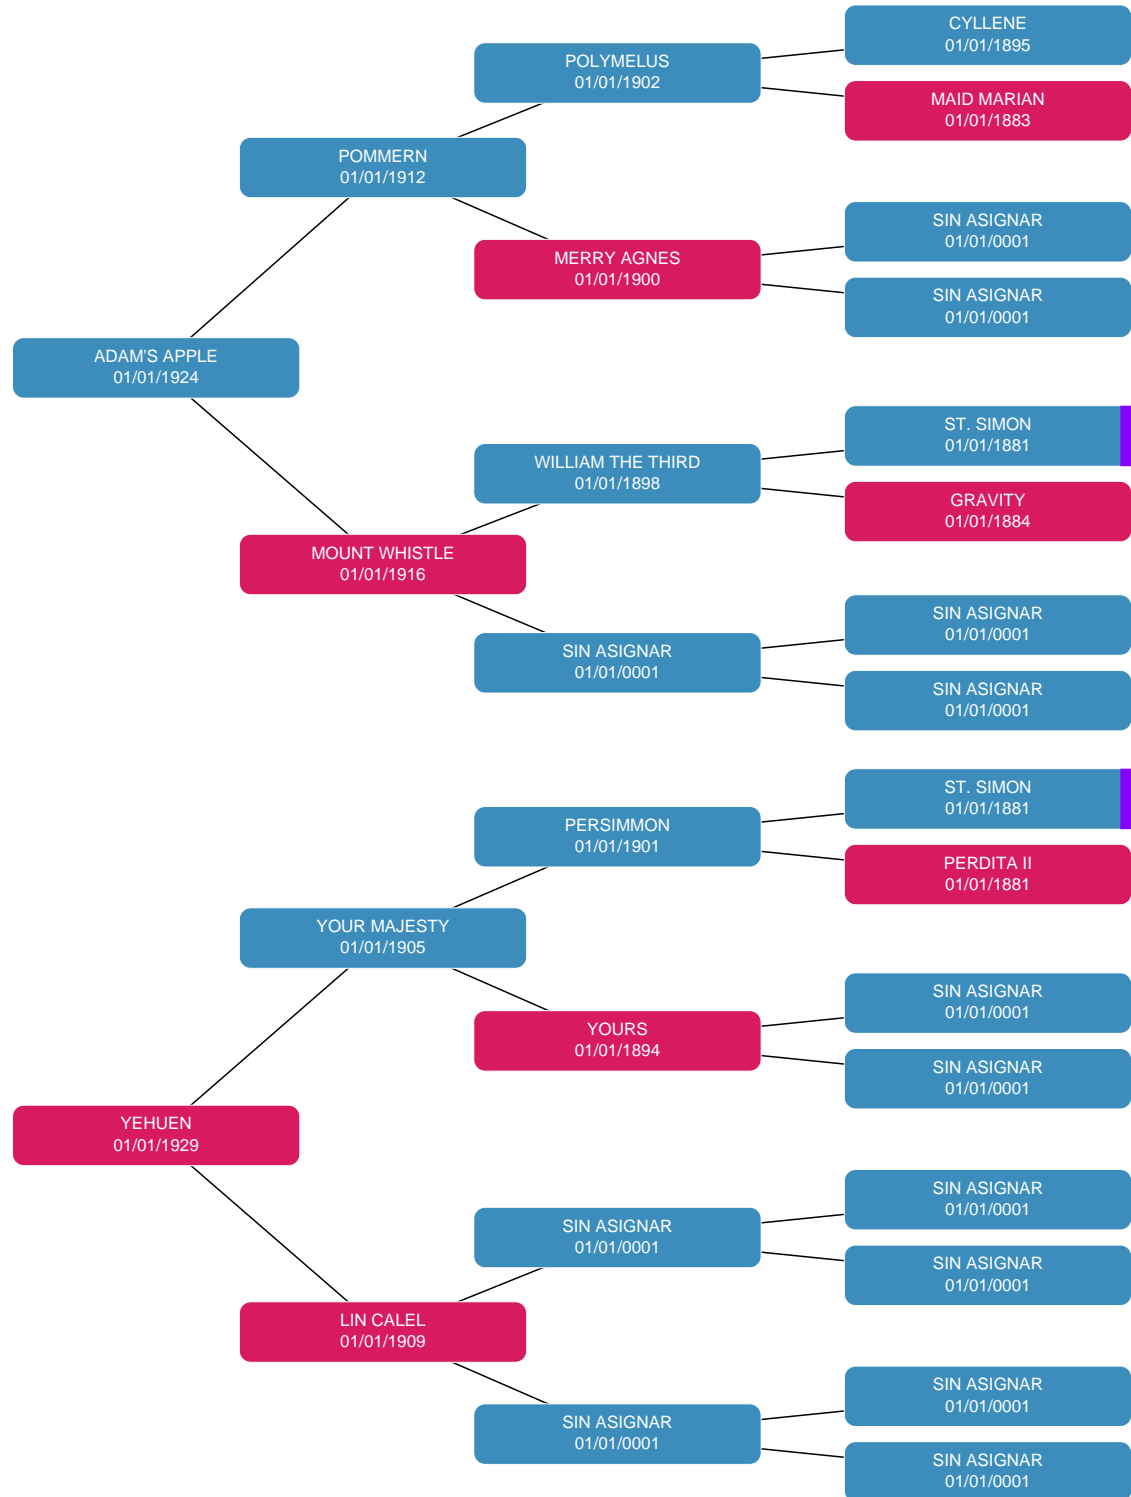 CYLLENE
01/01/1895
POLYMELUS
01/01/1902
MAID MARIAN
01/01/1883
POMMERN
01/01/1912
SIN ASIGNAR
01/01/0001
MERRY AGNES
01/01/1900
SIN ASIGNAR
01/01/0001
ADAM'S APPLE
01/01/1924
ST. SIMON
01/01/1881
WILLIAM THE THIRD
01/01/1898
GRAVITY
01/01/1884
MOUNT WHISTLE
01/01/1916
SIN ASIGNAR
01/01/0001
SIN ASIGNAR
01/01/0001
SIN ASIGNAR
01/01/0001
ST. SIMON
01/01/1881
PERSIMMON
01/01/1901
PERDITA II
01/01/1881
YOUR MAJESTY
01/01/1905
SIN ASIGNAR
01/01/0001
YOURS
01/01/1894
SIN ASIGNAR
01/01/0001
YEHUEN
01/01/1929
SIN ASIGNAR
01/01/0001
SIN ASIGNAR
01/01/0001
SIN ASIGNAR
01/01/0001
LIN CALEL
01/01/1909
SIN ASIGNAR
01/01/0001
SIN ASIGNAR
01/01/0001
SIN ASIGNAR
01/01/0001